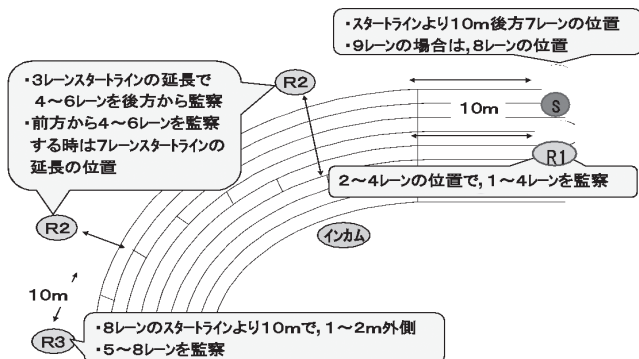 ・スタートラインより10m後方7レーンの位置
・9レーンの場合は,8レーンの位置
・3レーンスタートラインの延長で
4～6レーンを後方から監察
・前方から4～6レーンを監察
する時は7レーンスタートラインの
延長の位置
R2
10m
S
R1
2～4レーンの位置で,1～4レーンを監察
R2
インカム
10m
R3
・8レーンのスタートラインより10mで,1～2m外側
・5～8レーンを監察